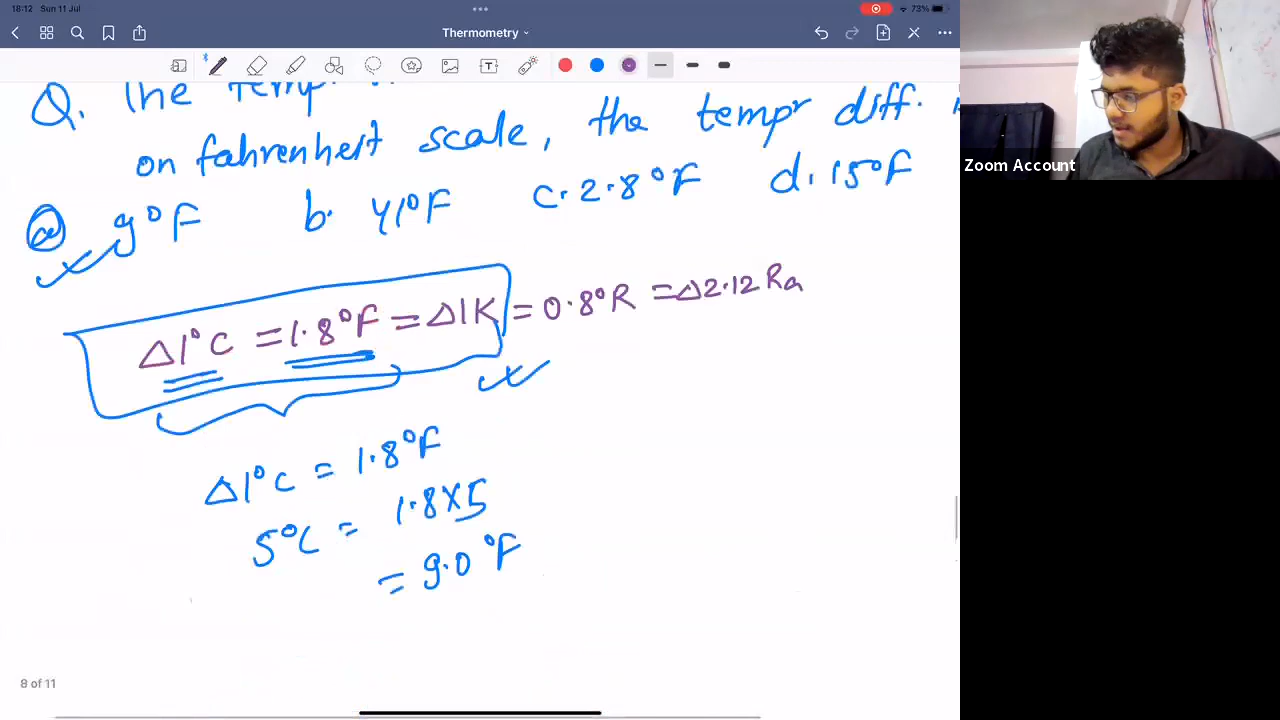 18:12 Sun 11 Jul
73%
Thermometry
Q. The temp
on fahrenheit scale, the tempr diff.
a 9°F b. 41°F c. 2.8°F d. 15°F
Δ1°C = 1.8°F = Δ1K = 0.8°R = Δ2.12 Ra
Δ1°C = 1.8°F
5°C = 1.8×5
= 9.0 °F
8 of 11
Zoom Account